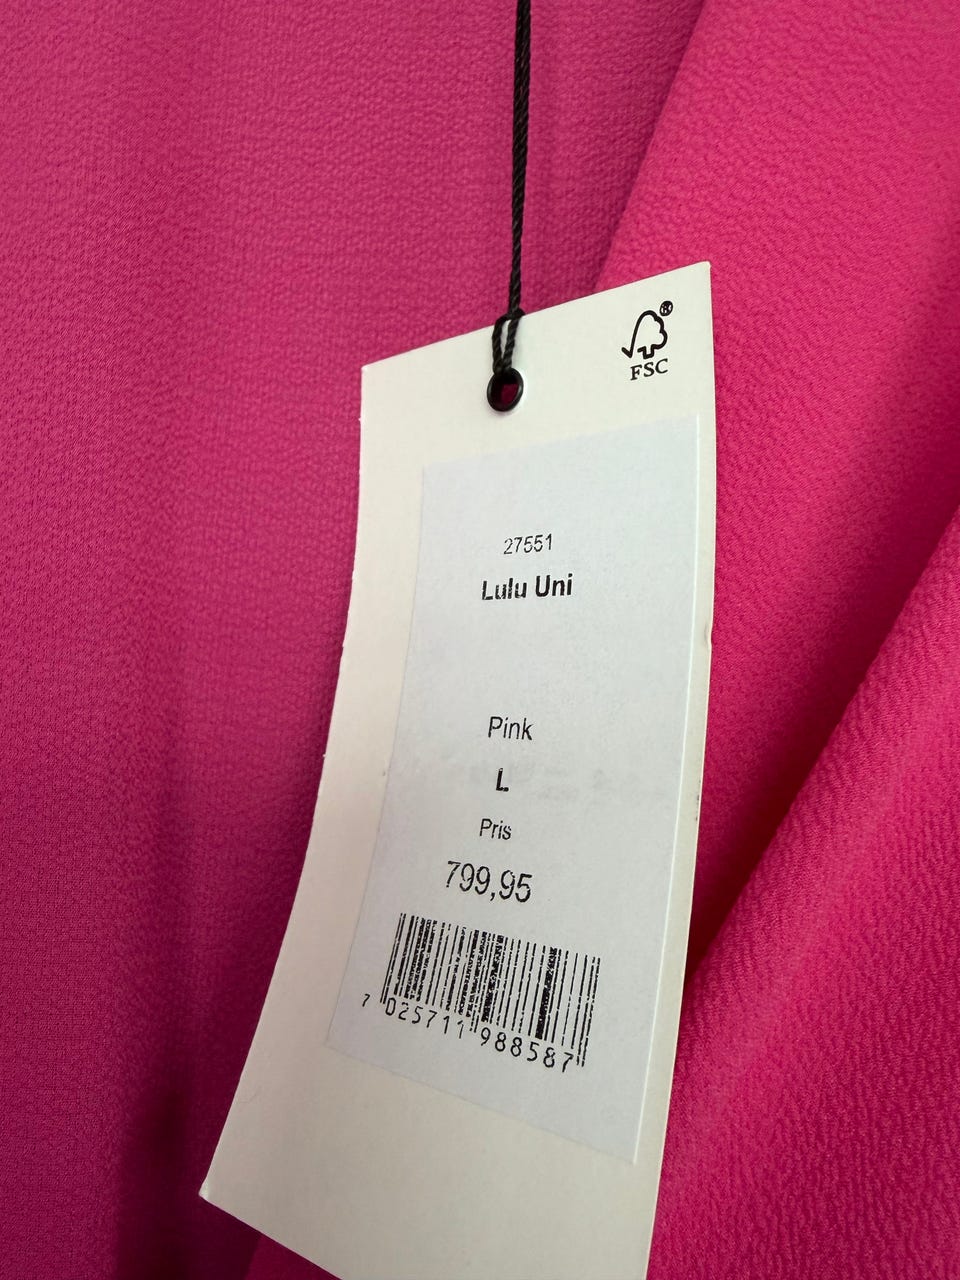 ®
FSC
27551
Lulu Uni
Pink
L
Pris
799,95
7 025711 988587